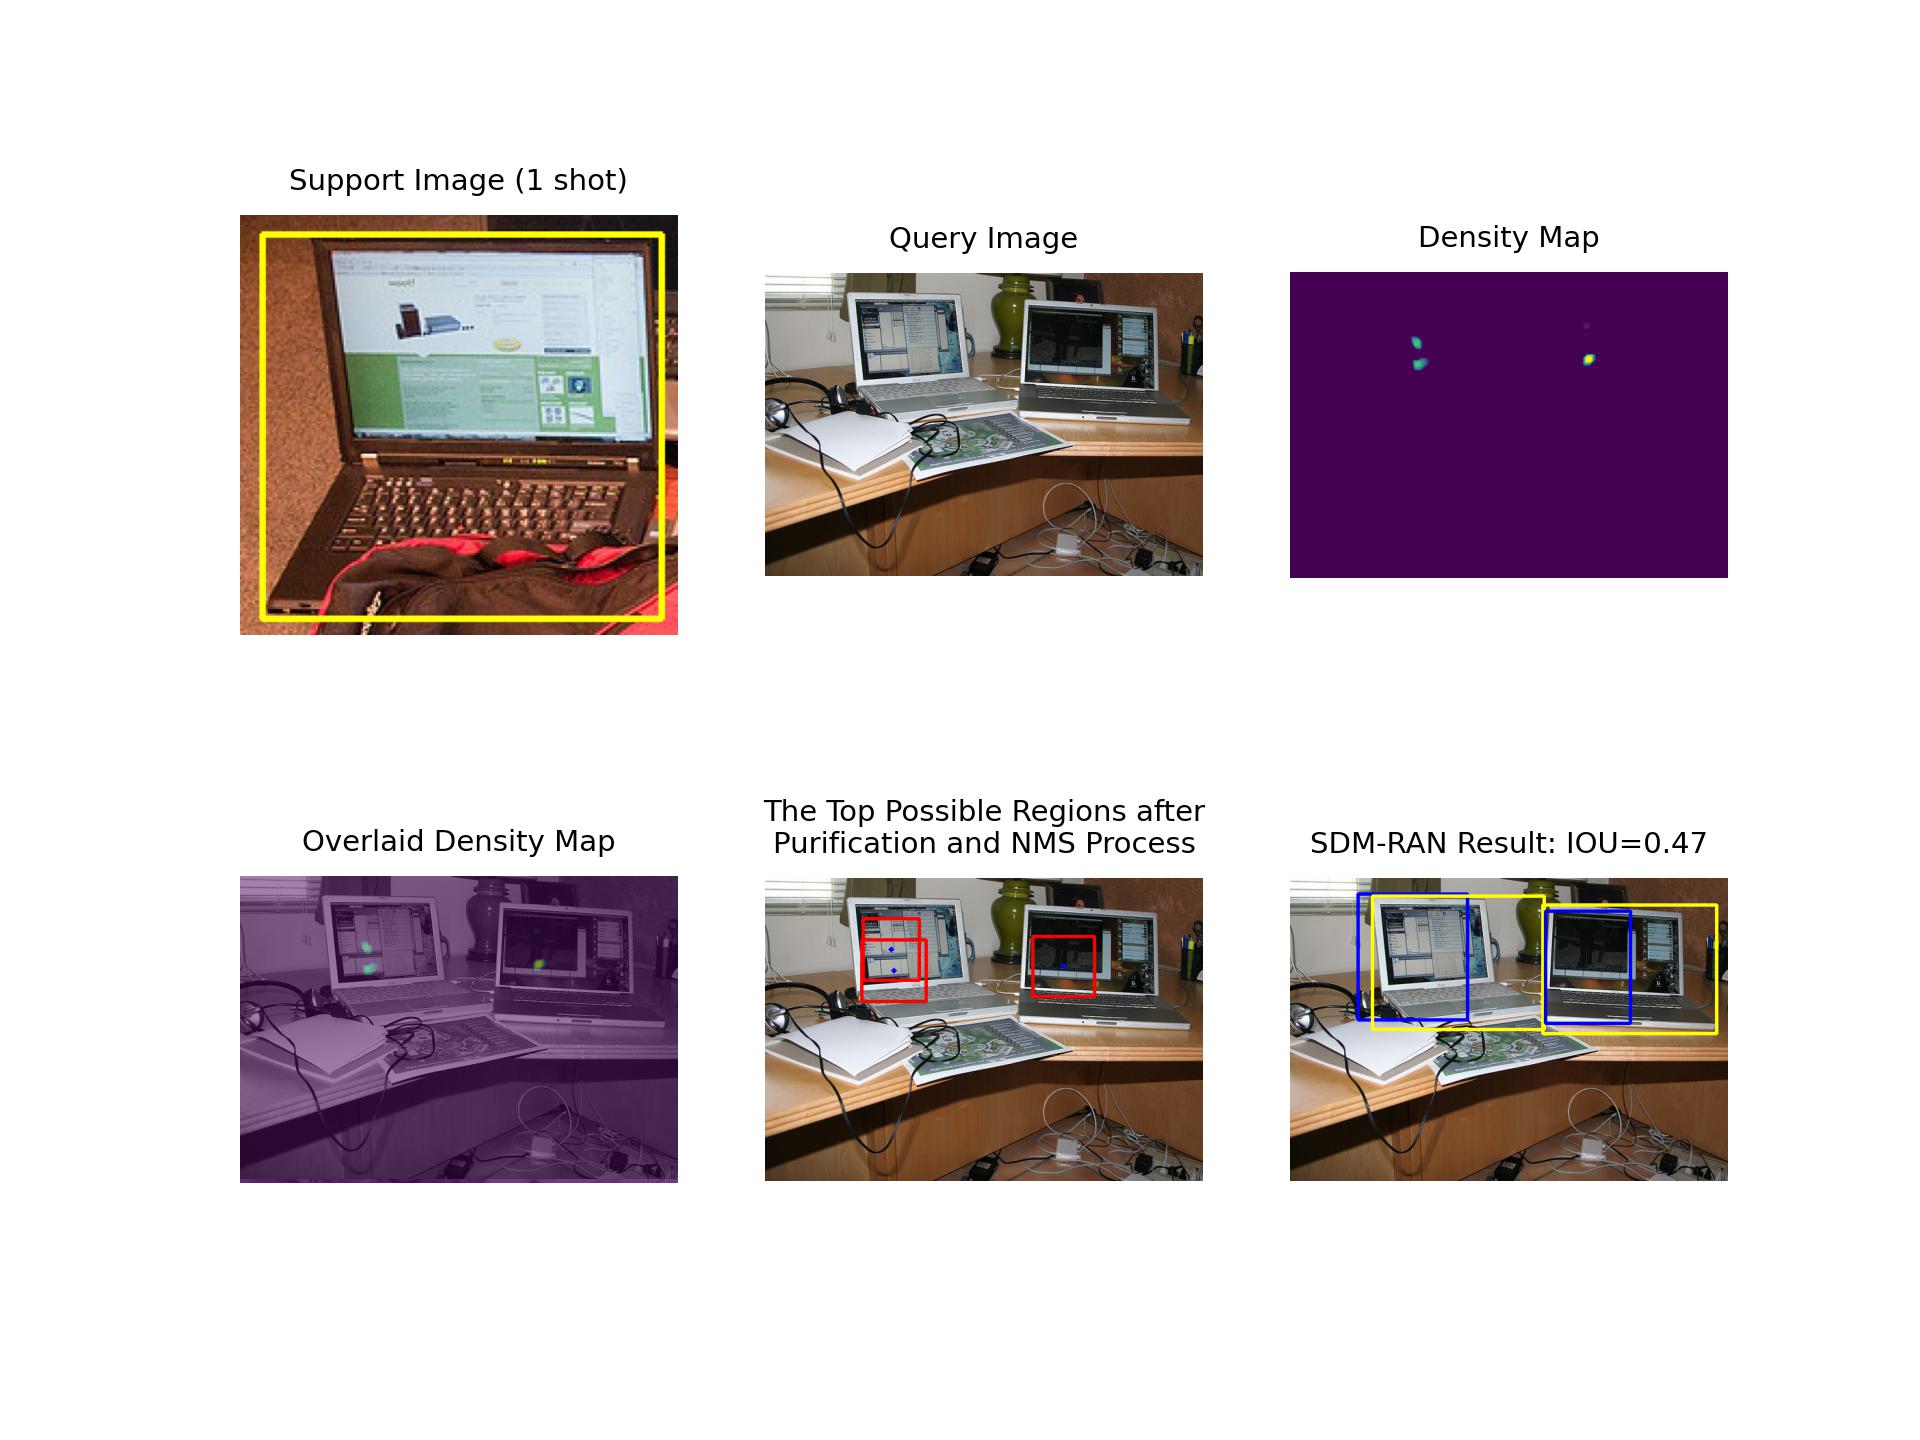 Support Image (1 shot)
Query Image
Density Map
woot!
Overlaid Density Map
The Top Possible Regions after
Purification and NMS Process
SDM-RAN Result: IOU=0.47